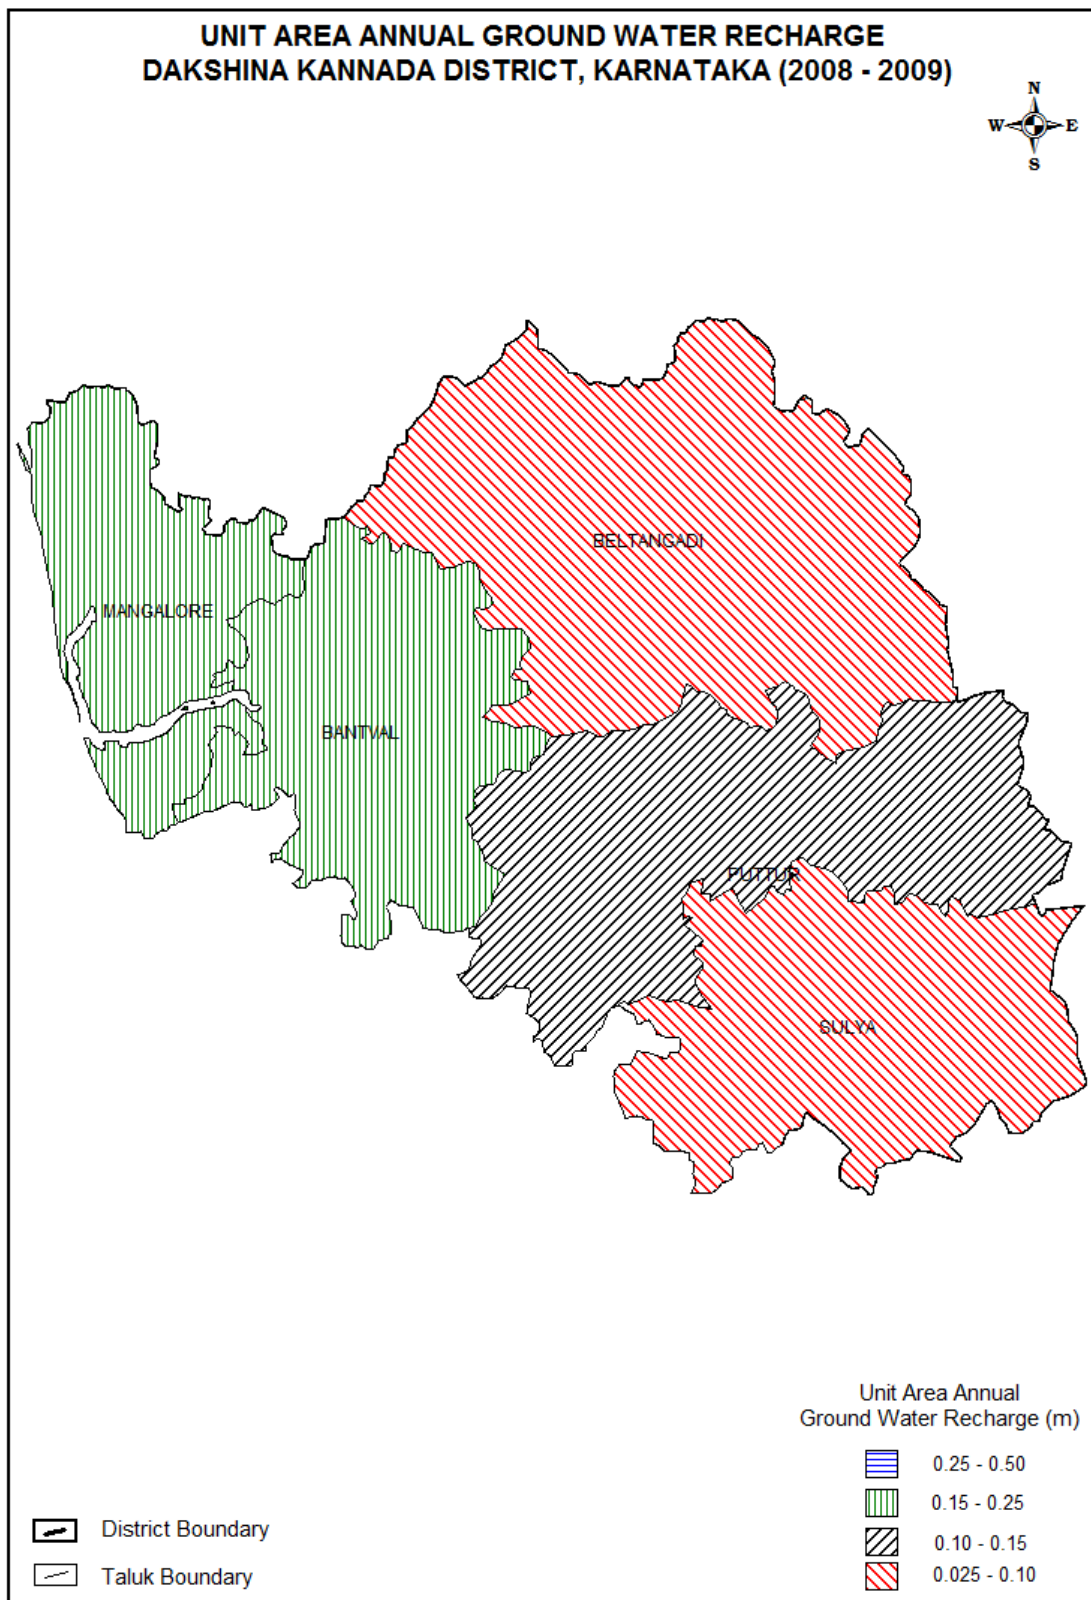 UNIT AREA ANNUAL GROUND WATER RECHARGE
DAKSHINA KANNADA DISTRICT, KARNATAKA (2008 - 2009)
N
W E
S
BELTANGADI
MANGALORE
BANTVAL
PUTTUR
SULYA
Unit Area Annual
Ground Water Recharge (m)
0.25 - 0.50
0.15 - 0.25
0.10 - 0.15
0.025 - 0.10
District Boundary
Taluk Boundary